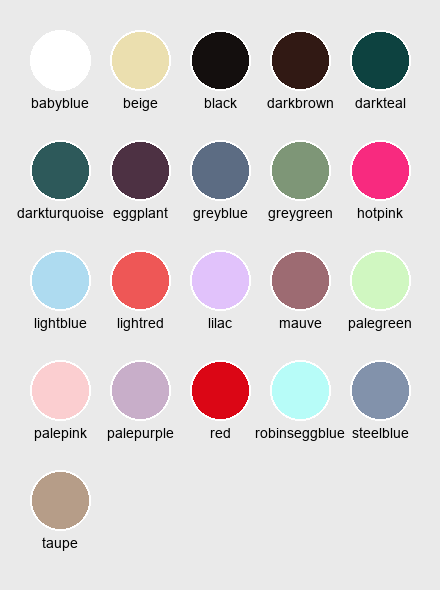 babyblue beige black darkbrown darkteal
darkturquoise eggplant greyblue greygreen hotpink
lightblue lightred lilac mauve palegreen
palepink palepurple red robinseggblue steelblue
taupe